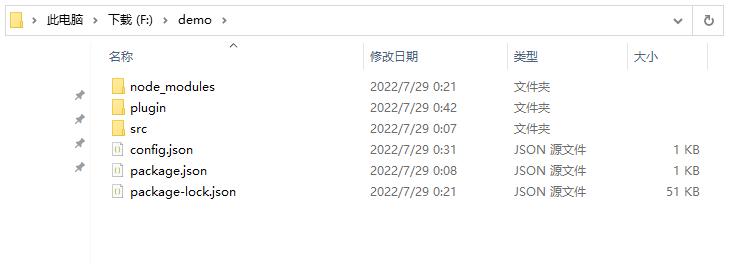 此电脑 下载 (F:) demo
名称 修改日期 类型 大小
node_modules 2022/7/29 0:21 文件夹
plugin 2022/7/29 0:42 文件夹
src 2022/7/29 0:07 文件夹
config.json 2022/7/29 0:31 JSON 源文件 1 KB
package.json 2022/7/29 0:08 JSON 源文件 1 KB
package-lock.json 2022/7/29 0:21 JSON 源文件 51 KB